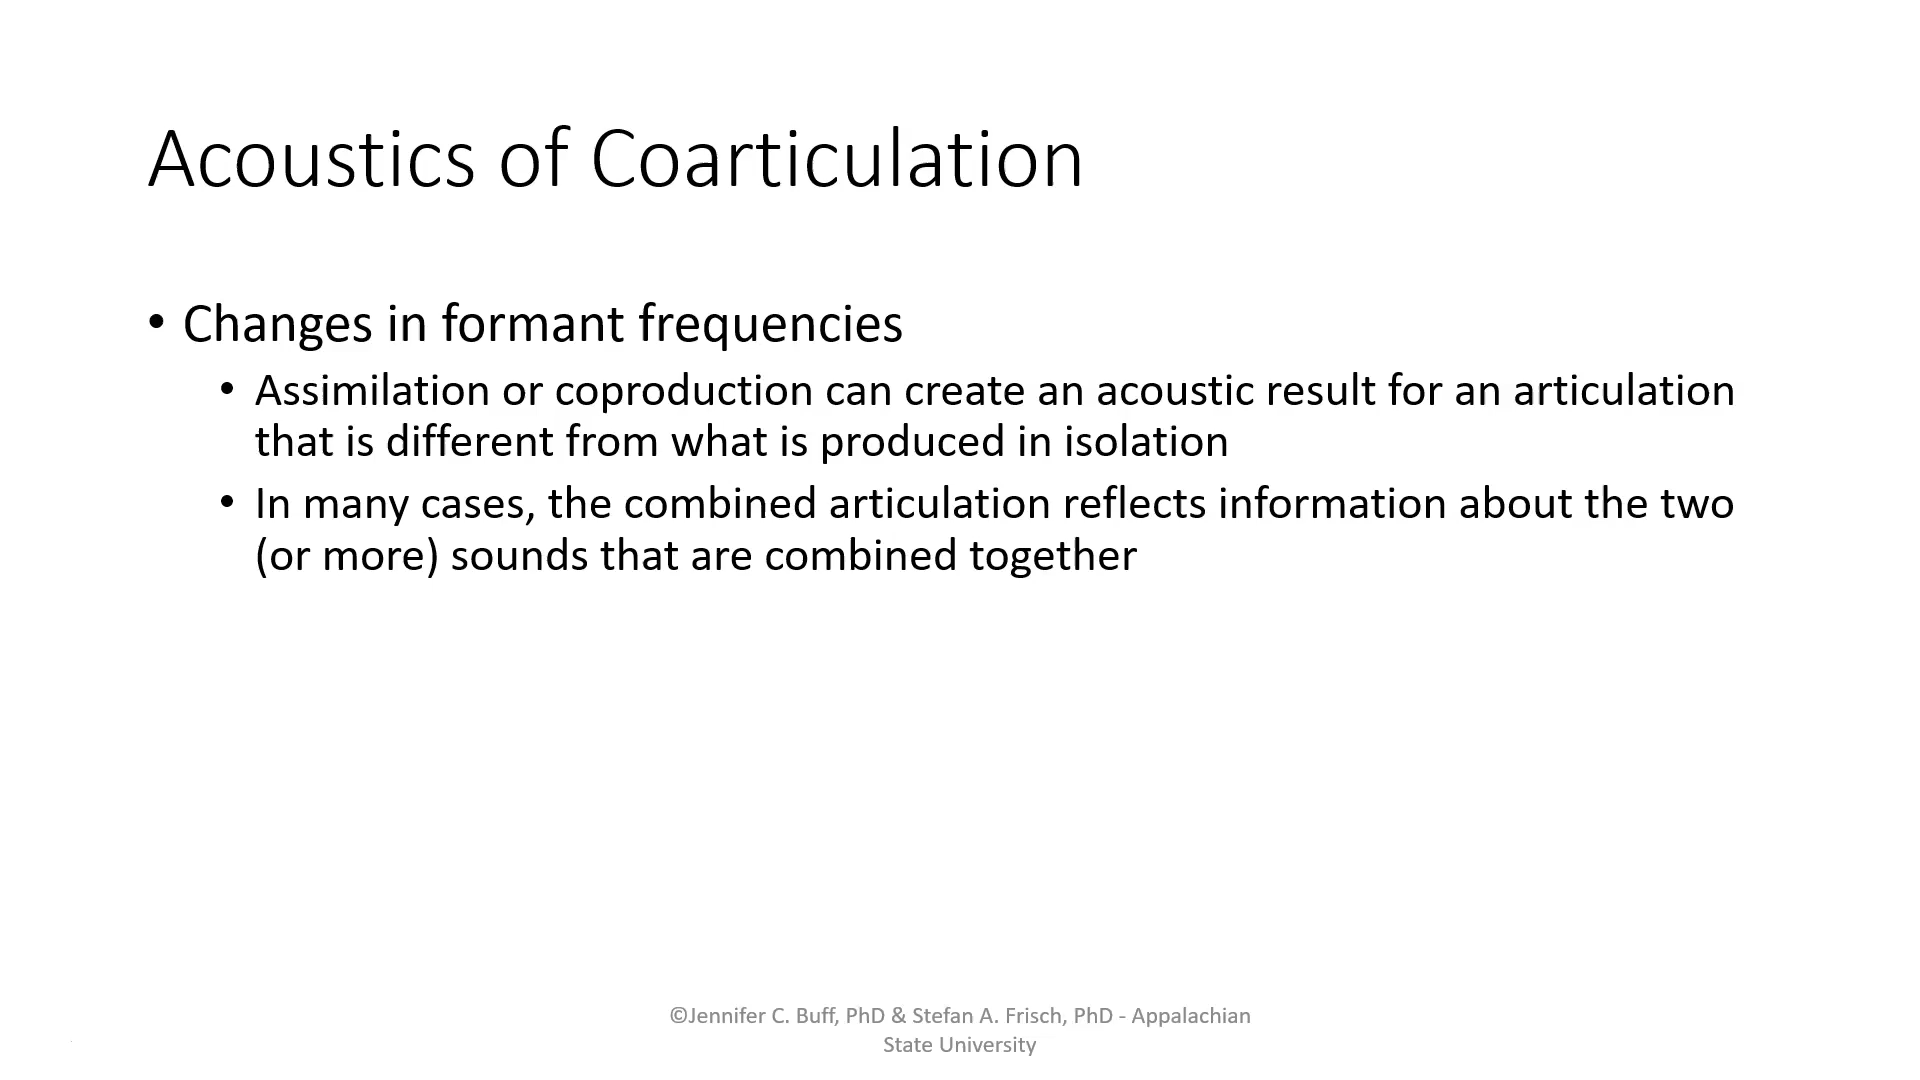 Acoustics of Coarticulation
• Changes in formant frequencies
• Assimilation or coproduction can create an acoustic result for an articulation
that is different from what is produced in isolation
• In many cases, the combined articulation reflects information about the two
(or more) sounds that are combined together
©Jennifer C. Buff, PhD & Stefan A. Frisch, PhD - Appalachian
State University